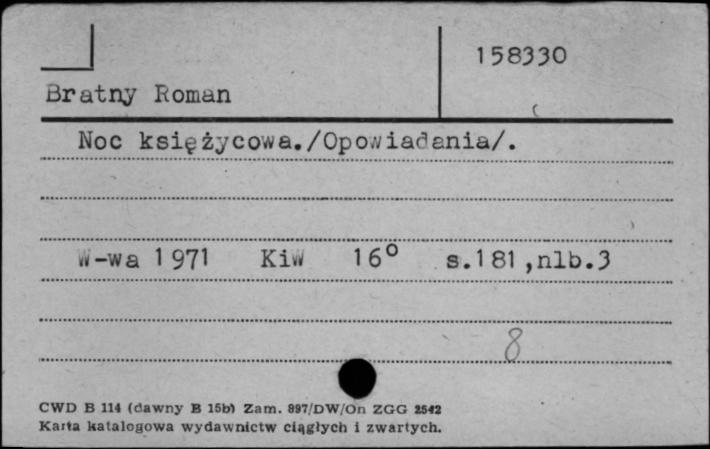 158330
Bratny Roman
Noc księżycowa./Opowiadania/.
W-wa 1971 KiW 16° s.181,nlb.3
8
CWD B 114 (dawny B 15b) Zam. 897/DW/On ZGG 2542
Karta katalogowa wydawnictw ciągłych i zwartych.